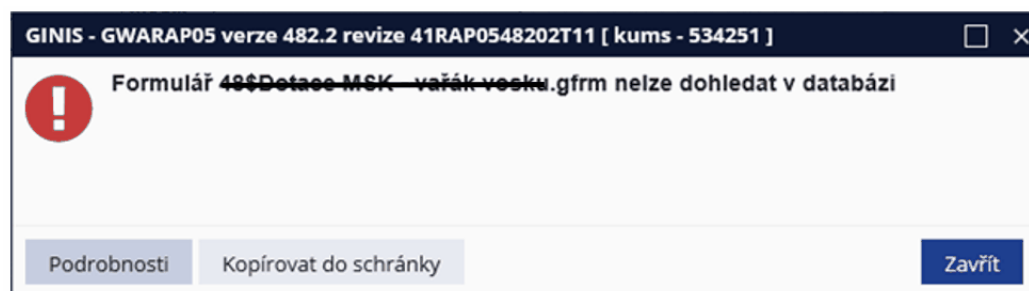 GINIS - GWARAP05 verze 482.2 revize 41RAP0548202T11 [ kums - 534251 ]
Formulář 48$Dotace MSK - vařák vosku.gfrm nelze dohledat v databázi
Podrobnosti
Kopírovat do schránky
Zavřít